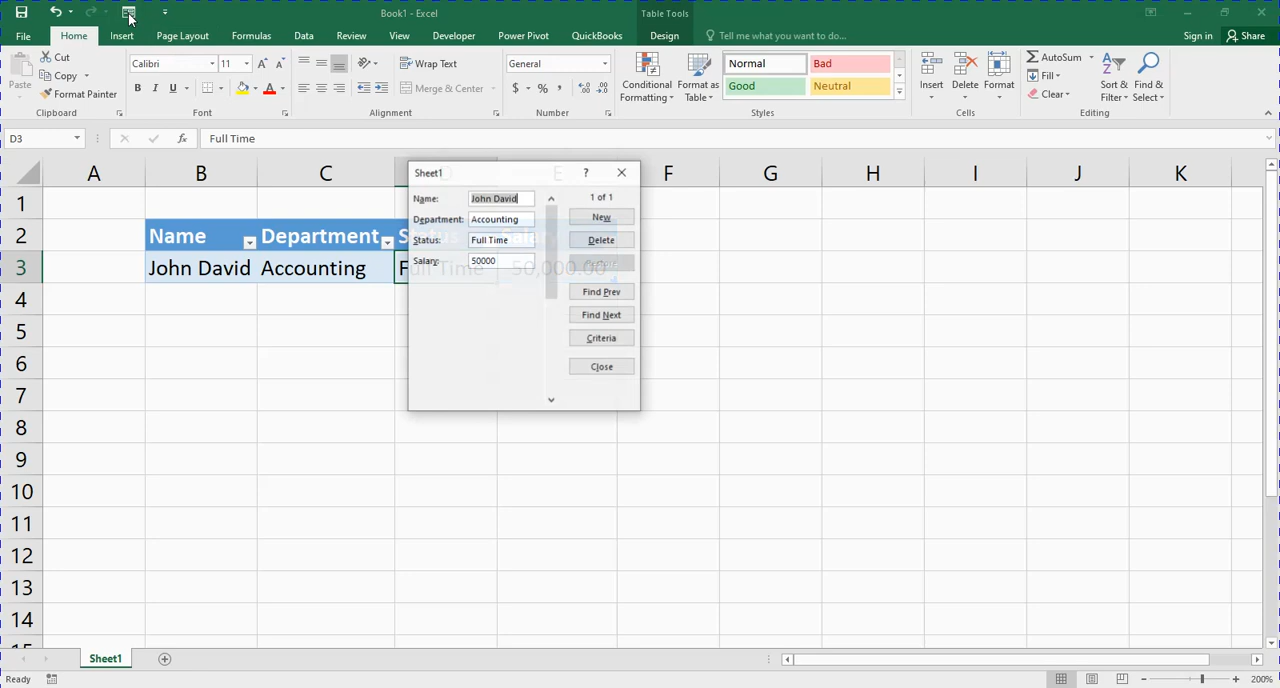 Book1 - Excel
Table Tools
File Home Insert Page Layout Formulas Data Review View Developer Power Pivot QuickBooks Design Tell me what you want to do... Sign in Share
Paste
Cut
Copy
Format Painter
Clipboard
Calibri
B I U
A
Font
Wrap Text
Merge & Center
Alignment
General
$ % ,
Number
Conditional Formatting
Format as Table
Normal Bad
Good Neutral
Styles
Insert Delete Format
Cells
AutoSum
Fill
Clear
Sort & Filter
Find & Select
Editing
D3 fx Full Time
A B C D E F G H I J K
1
2 Name Department Status
3 John David Accounting Full Time 50,000.00
4
5
6
7
8
9
10
11
12
13
14
15
Sheet1 ?
Name: John David 1 of 1
Department: Accounting New
Status: Full Time Delete
Salary: 50000 Restore
Find Prev
Find Next
Criteria
Close
Sheet1
Ready 200%